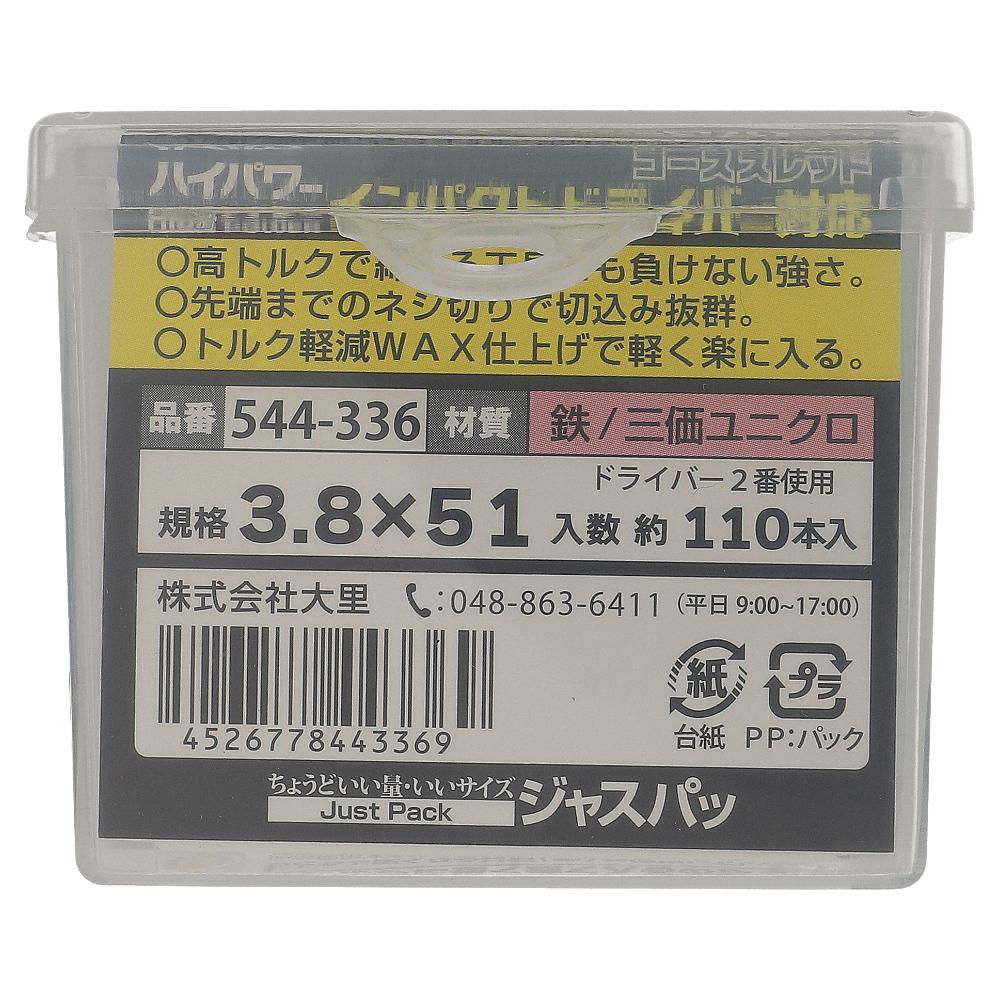 ハイパワー コーススレッド
インパクトドライバー対応
○高トルクで も負けない強さ。
○先端までのネジ切りで切込み抜群。
○トルク軽減WAX仕上げで軽く楽に入る。
品番 544-336 材質 鉄/三価ユニクロ
ドライバー2番使用
規格 3.8×51 入数 約 110本入
株式会社大里 :048-863-6411 (平日 9:00~17:00)
紙 プラ
4526778443369 台紙 PP:パック
ちょうどいい量・いいサイズ
Just Pack ジャスパッ